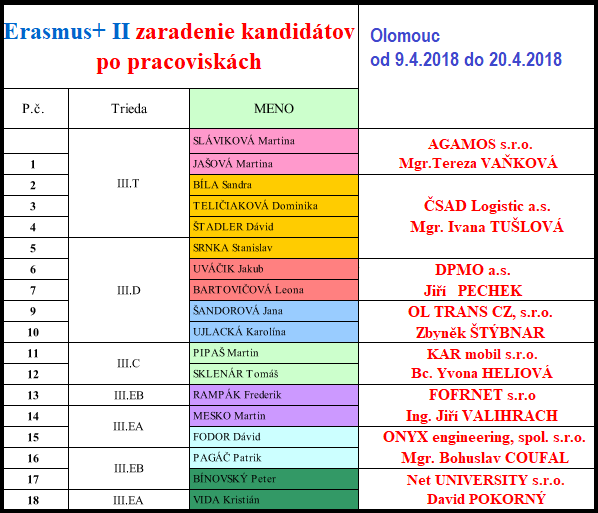 Erasmus+ II zaradenie kandidátov
po pracoviskách
Olomouc
od 9.4.2018 do 20.4.2018
P.č. Trieda MENO
SLÁVIKOVÁ Martina
AGAMOS s.r.o.
1 JAŠOVÁ Martina
Mgr.Tereza VAŇKOVÁ
III.T
2 BÍLA Sandra
3 TELIČIAKOVÁ Dominika
ČSAD Logistic a.s.
4 ŠTADLER Dávid
Mgr. Ivana TUŠLOVÁ
5 SRNKA Stanislav
6 UVÁČIK Jakub
DPMO a.s.
III.D
7 BARTOVIČOVÁ Leona
Jiří PECHEK
9 ŠANDOROVÁ Jana
OL TRANS CZ, s.r.o.
10 UJLACKÁ Karolína
Zbyněk ŠTÝBNAR
11 PIPAŠ Martin
KAR mobil s.r.o.
III.C
12 SKLENÁR Tomáš
Bc. Yvona HELIOVÁ
13 III.EB RAMPÁK Frederik
FOFRNET s.r.o
14 MESKO Martin
Ing. Jiří VALIHRACH
III.EA
15 FODOR Dávid
ONYX engineering, spol. s.r.o.
16 PAGÁČ Patrik
Mgr. Bohuslav COUFAL
III.EB
17 BÍNOVSKÝ Peter
Net UNIVERSITY s.r.o.
18 III.EA VIDA Kristián
David POKORNÝ